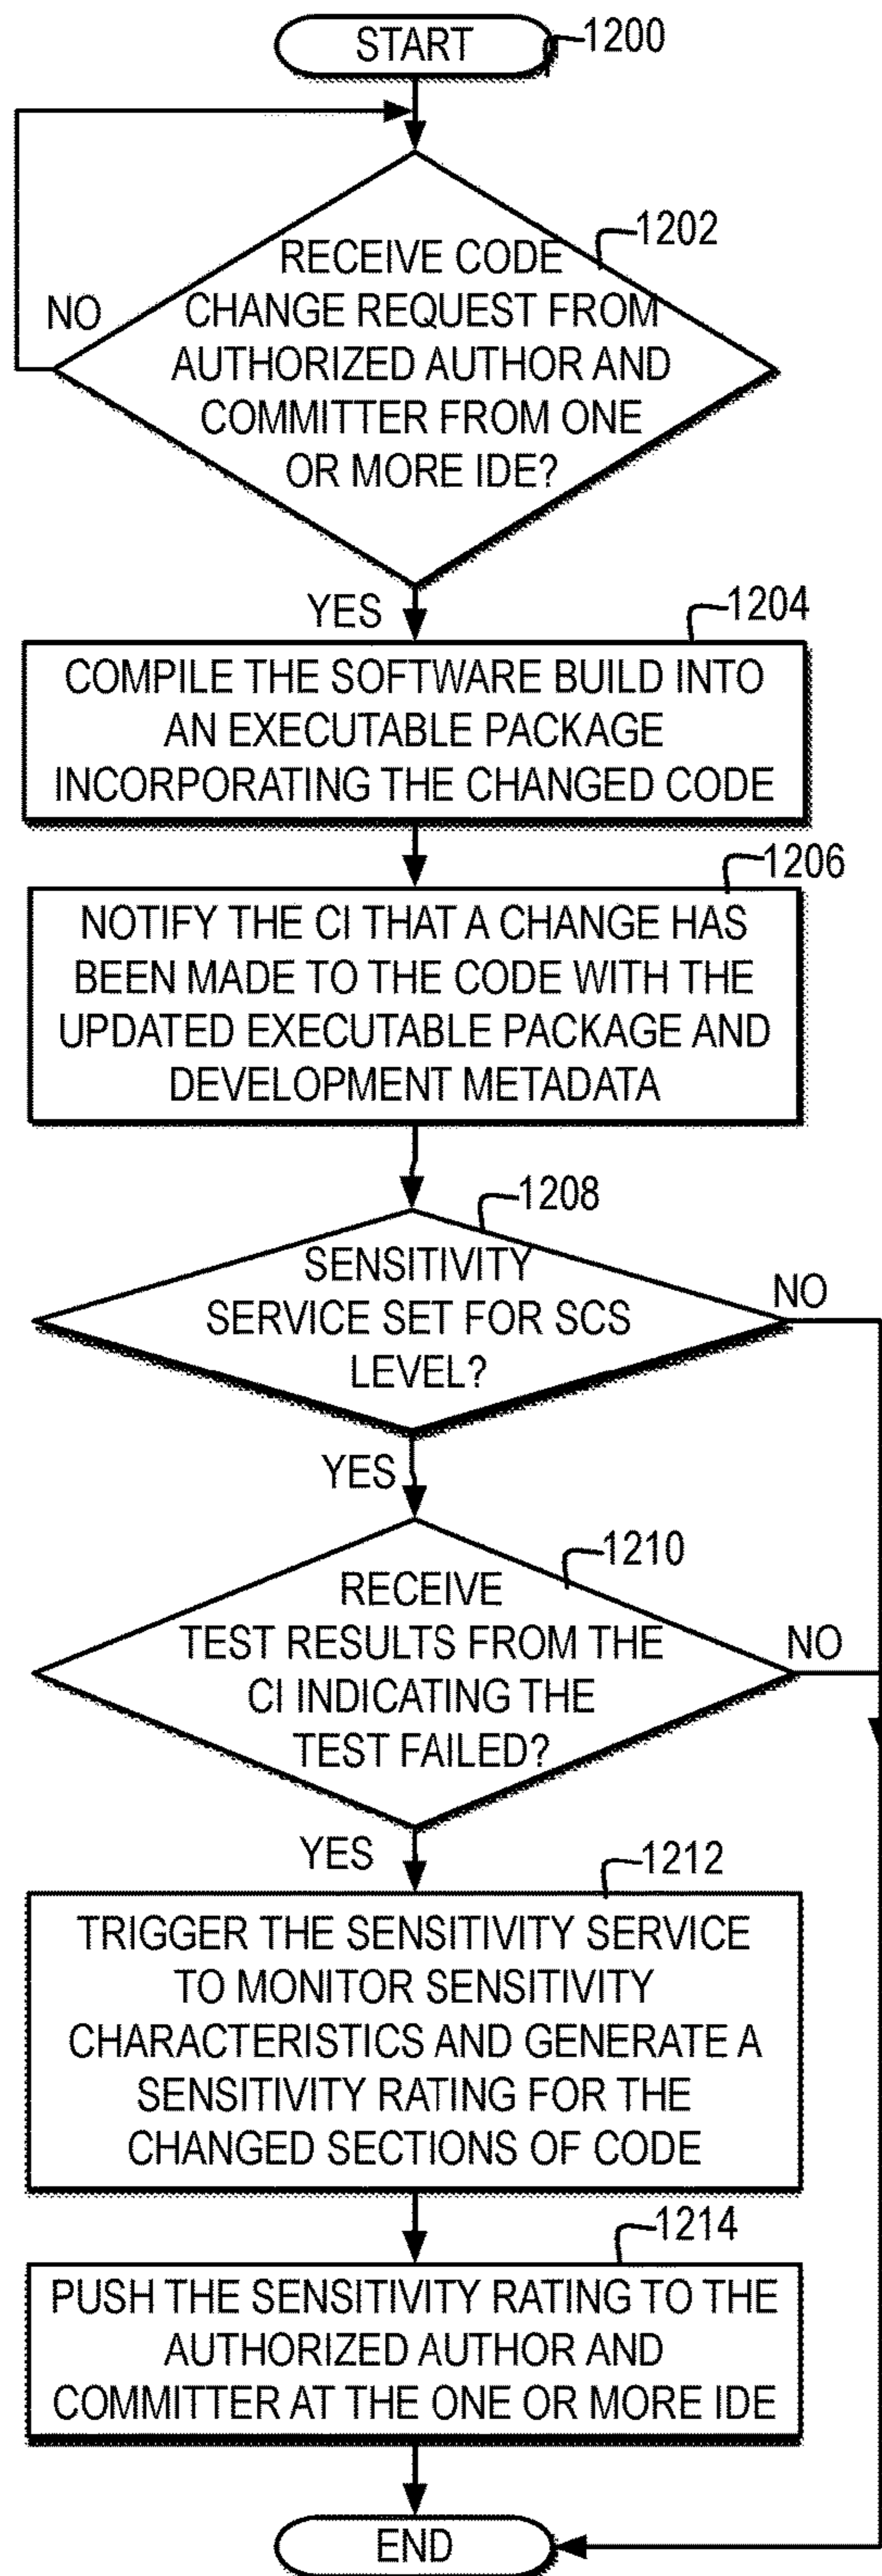 START
1200
1202
RECEIVE CODE
CHANGE REQUEST FROM
AUTHORIZED AUTHOR AND
COMMITTER FROM ONE
OR MORE IDE?
NO
YES
1204
COMPILE THE SOFTWARE BUILD INTO
AN EXECUTABLE PACKAGE
INCORPORATING THE CHANGED CODE
1206
NOTIFY THE CI THAT A CHANGE HAS
BEEN MADE TO THE CODE WITH THE
UPDATED EXECUTABLE PACKAGE AND
DEVELOPMENT METADATA
1208
SENSITIVITY
SERVICE SET FOR SCS
LEVEL?
NO
YES
1210
RECEIVE
TEST RESULTS FROM THE
CI INDICATING THE
TEST FAILED?
NO
YES
1212
TRIGGER THE SENSITIVITY SERVICE
TO MONITOR SENSITIVITY
CHARACTERISTICS AND GENERATE A
SENSITIVITY RATING FOR THE
CHANGED SECTIONS OF CODE
1214
PUSH THE SENSITIVITY RATING TO THE
AUTHORIZED AUTHOR AND
COMMITTER AT THE ONE OR MORE IDE
END